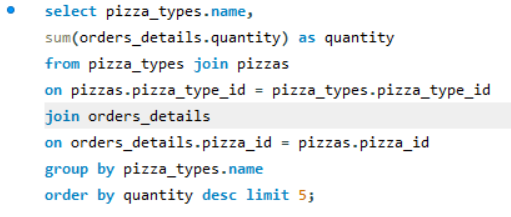 select pizza_types.name,
sum(orders_details.quantity) as quantity
from pizza_types join pizzas
on pizzas.pizza_type_id = pizza_types.pizza_type_id
join orders_details
on orders_details.pizza_id = pizzas.pizza_id
group by pizza_types.name
order by quantity desc limit 5;